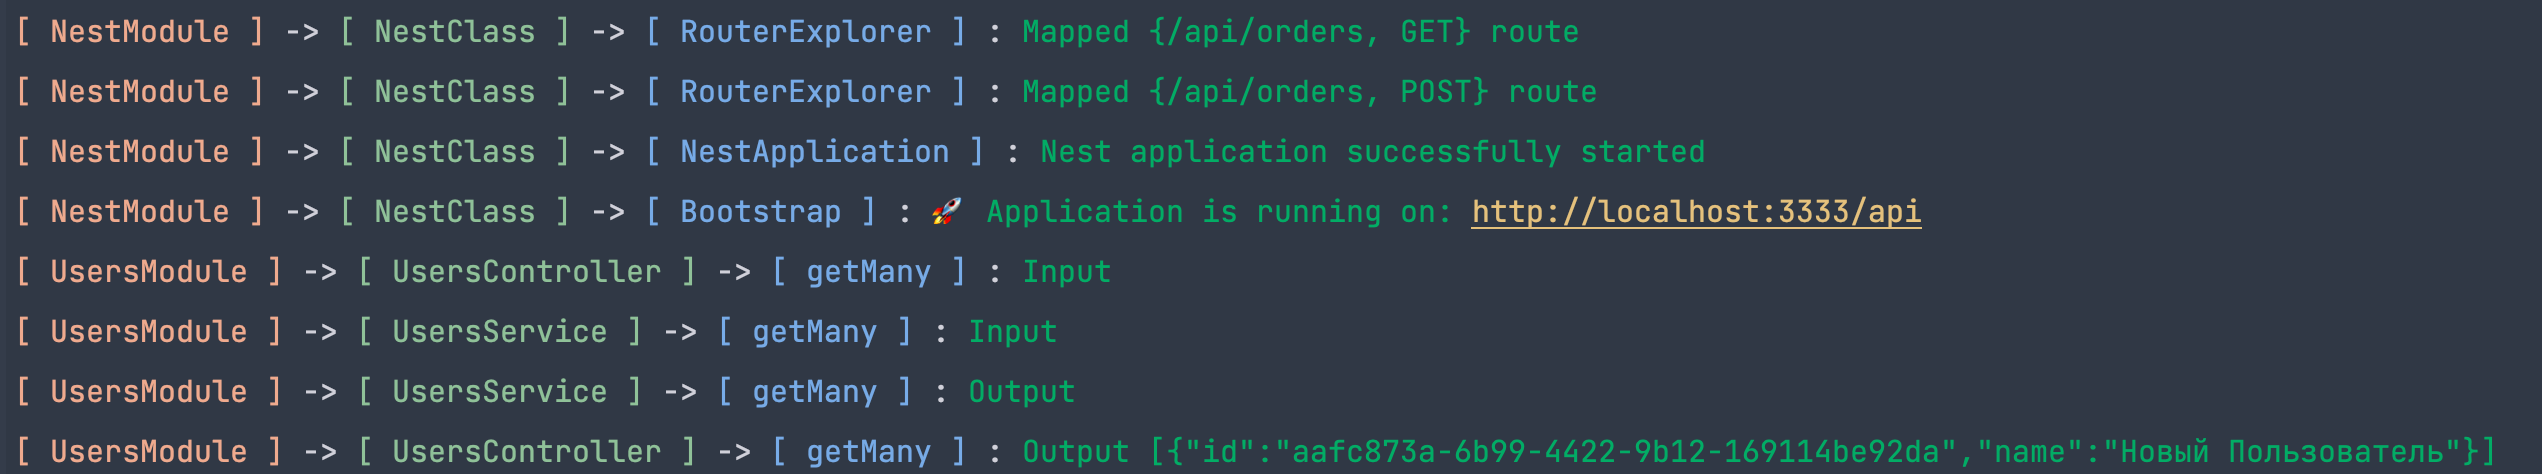 [ NestModule ] -> [ NestClass ] -> [ RouterExplorer ] : Mapped {/api/orders, GET} route
[ NestModule ] -> [ NestClass ] -> [ RouterExplorer ] : Mapped {/api/orders, POST} route
[ NestModule ] -> [ NestClass ] -> [ NestApplication ] : Nest application successfully started
[ NestModule ] -> [ NestClass ] -> [ Bootstrap ] : 🚀 Application is running on: http://localhost:3333/api
[ UsersModule ] -> [ UsersController ] -> [ getMany ] : Input
[ UsersModule ] -> [ UsersService ] -> [ getMany ] : Input
[ UsersModule ] -> [ UsersService ] -> [ getMany ] : Output
[ UsersModule ] -> [ UsersController ] -> [ getMany ] : Output [{"id":"aafc873a-6b99-4422-9b12-169114be92da","name":"Новый Пользователь"}]